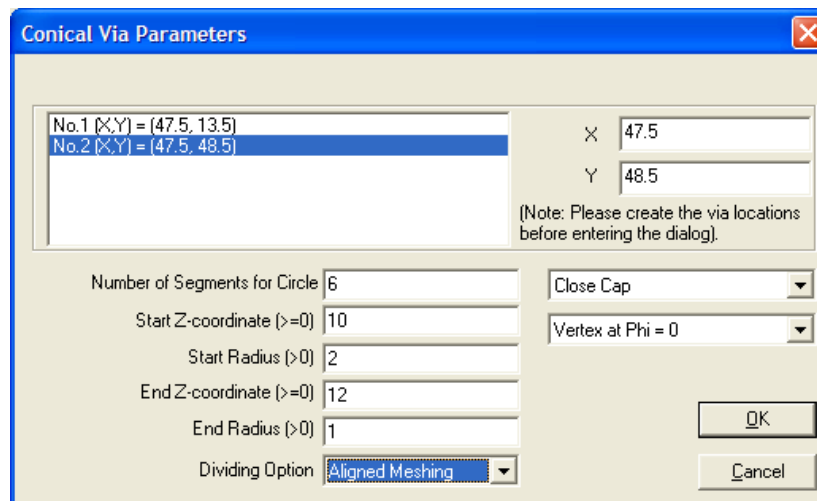 Conical Via Parameters
No.1 (X,Y) = (47.5, 13.5)
No.2 (X,Y) = (47.5, 48.5)
X 47.5
Y 48.5
(Note: Please create the via locations
before entering the dialog).
Number of Segments for Circle 6
Close Cap
Start Z-coordinate (>=0) 10
Vertex at Phi = 0
Start Radius (>0) 2
End Z-coordinate (>=0) 12
End Radius (>0) 1
OK
Dividing Option Aligned Meshing
Cancel